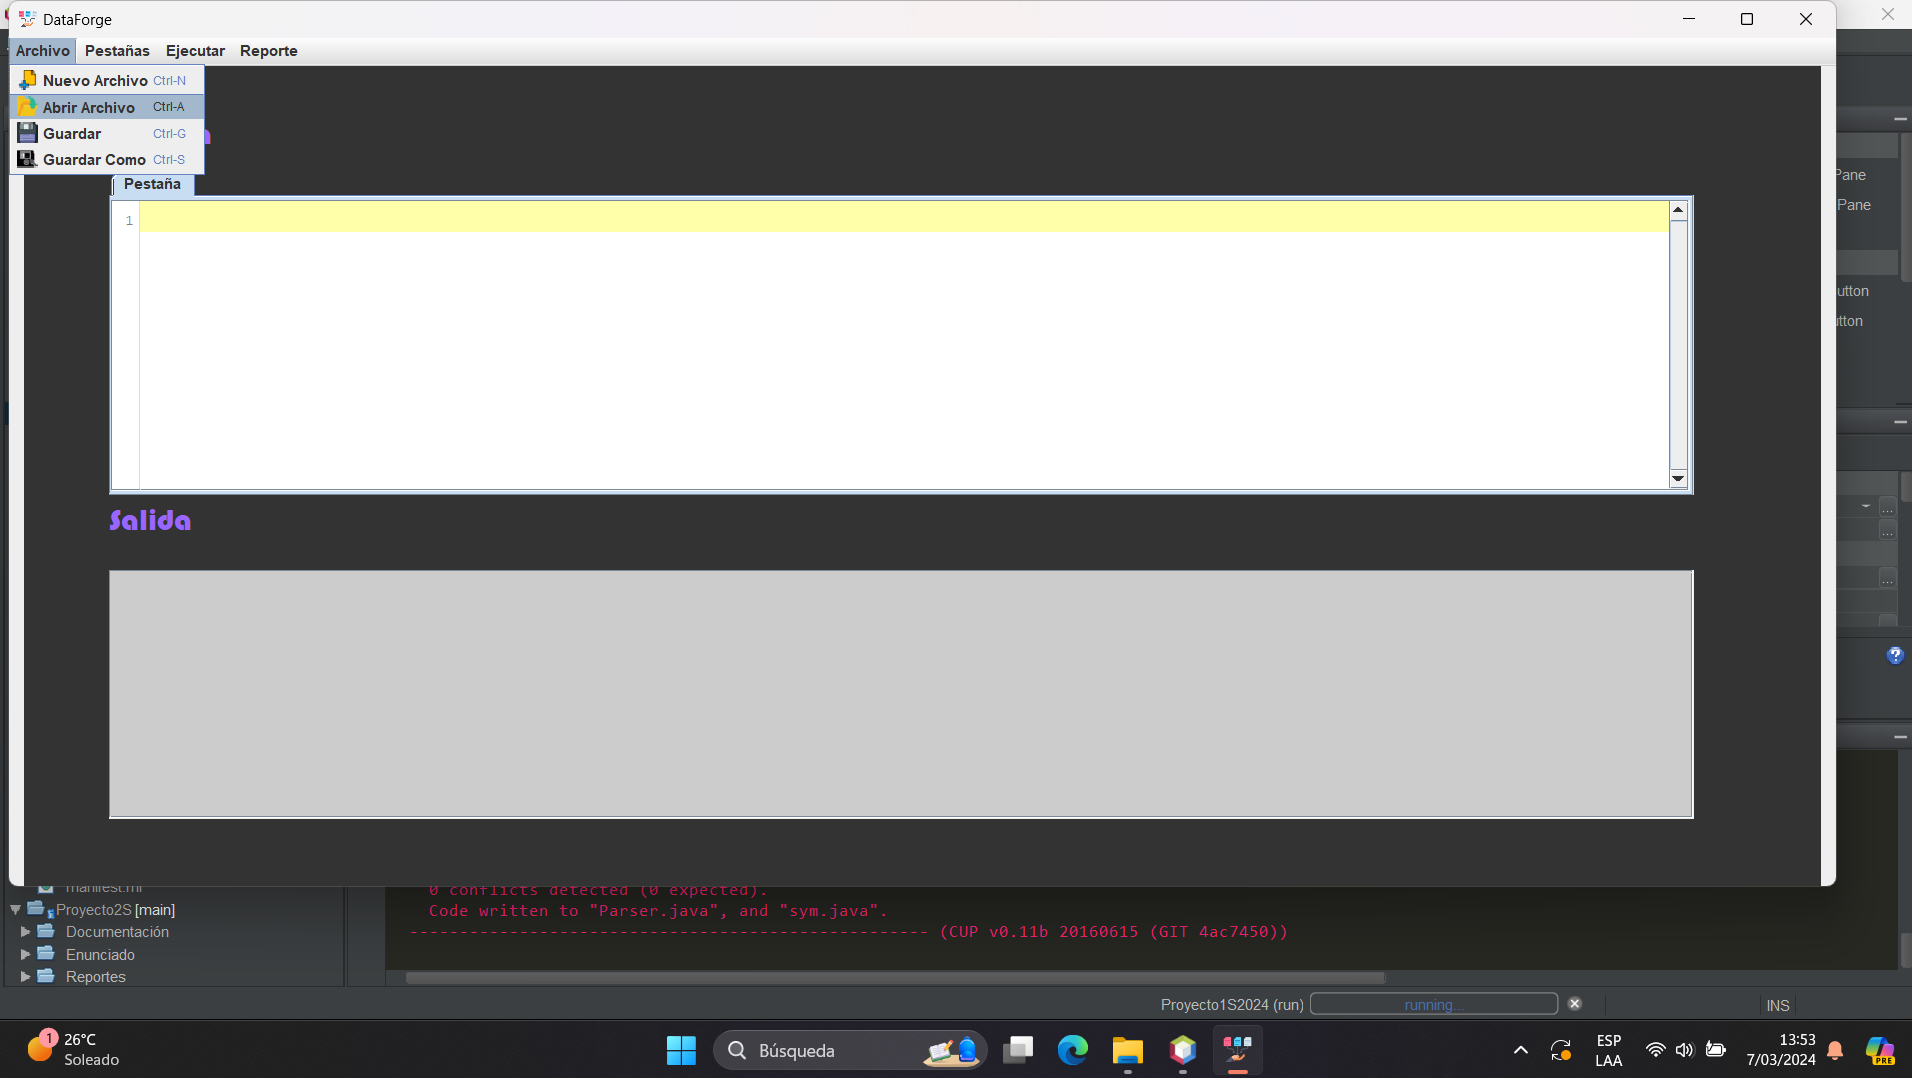 DataForge
Archivo Pestañas Ejecutar Reporte
Nuevo Archivo Ctrl-N
Abrir Archivo Ctrl-A
Guardar Ctrl-G
Guardar Como Ctrl-S
Pestaña
1
Salida
Pane
Pane
utton
utton
...
...
...
?
manifest.mf
Proyecto2S [main]
Documentación
Enunciado
Reportes
0 conflicts detected (0 expected).
Code written to "Parser.java", and "sym.java".
---------------------------------------------------- (CUP v0.11b 20160615 (GIT 4ac7450))
Proyecto1S2024 (run) running... INS
1
26°C
Soleado
Búsqueda
ESP
LAA
13:53
7/03/2024
PRE